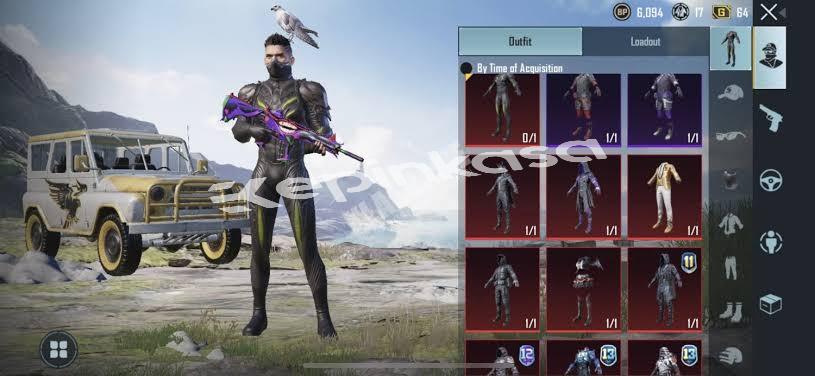 BP 6,094 17 G 64
Outfit Loadout
By Time of Acquisition
0/1 1/1 1/1
Kepinkasa
1/1 1/1 1/1
11
1/1 1/1 1/1
12 13 13